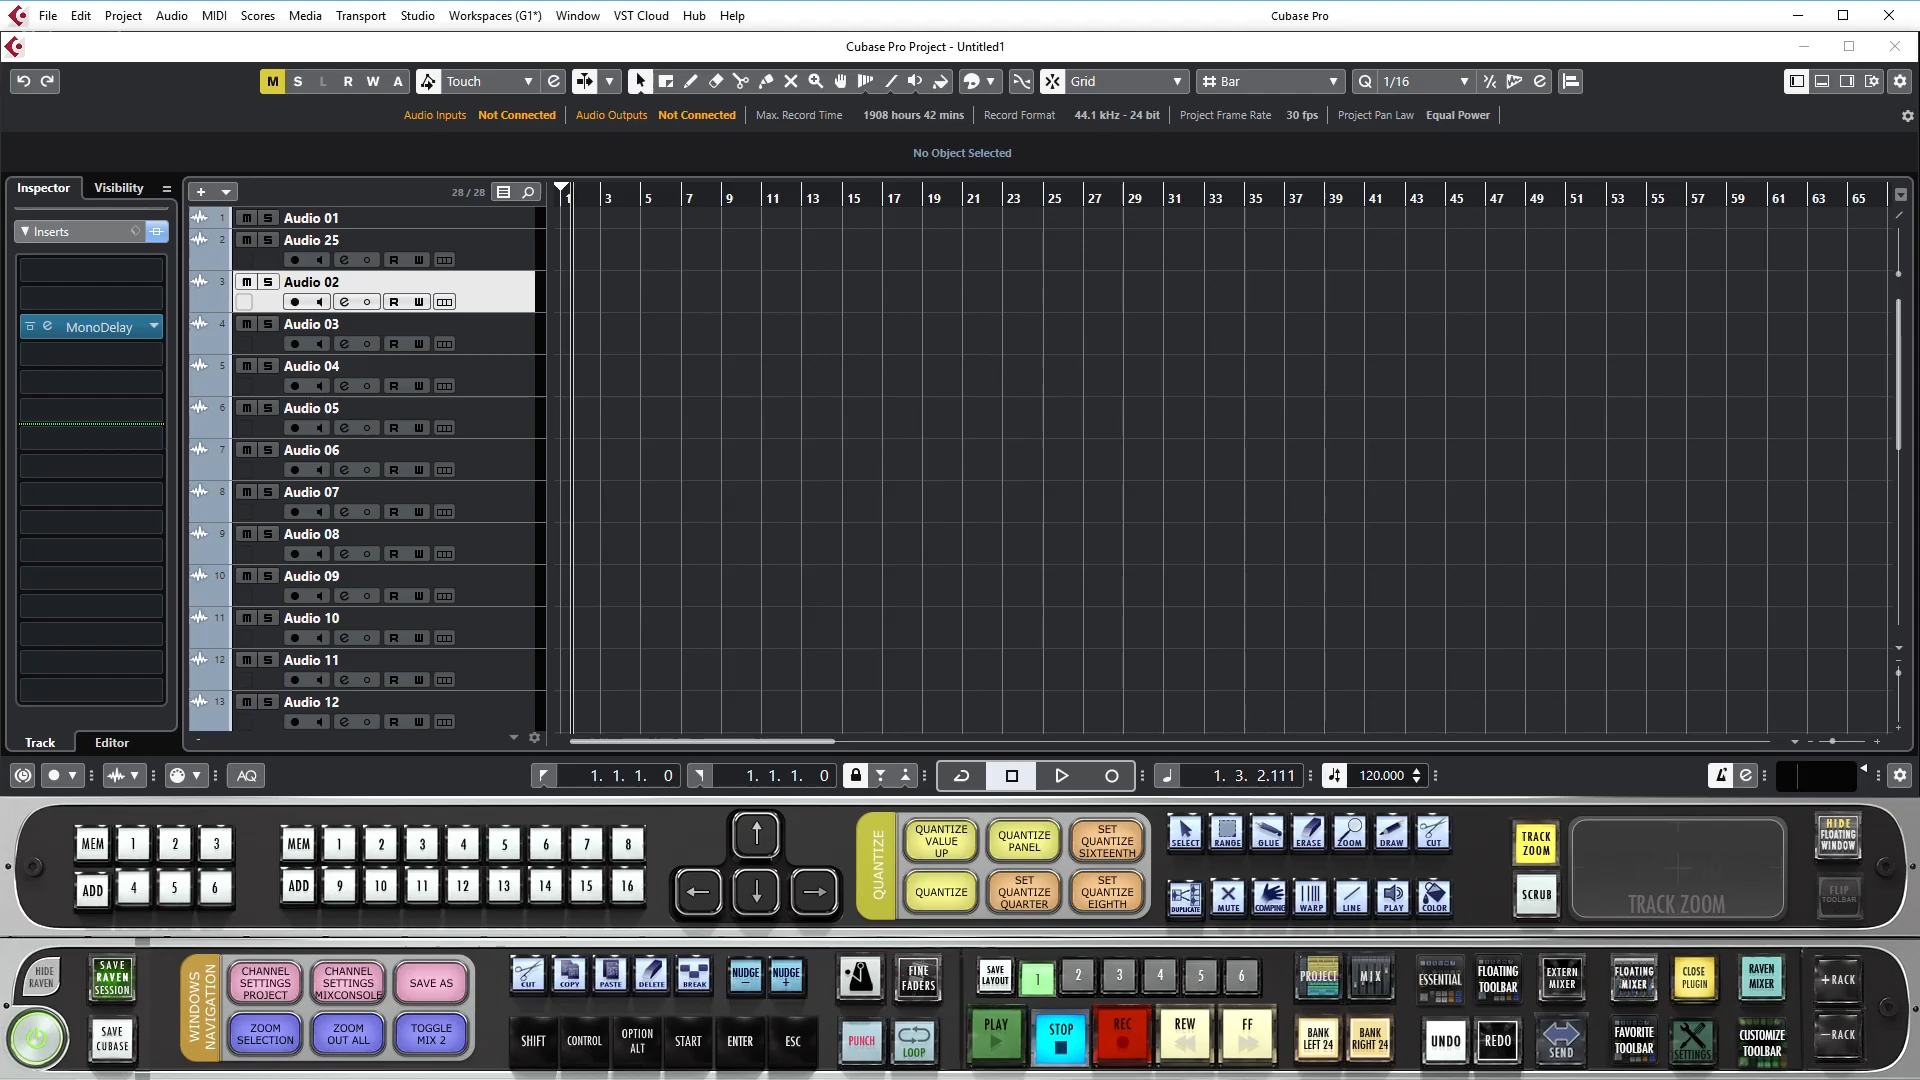 File Edit Project Audio MIDI Scores Media Transport Studio Workspaces (G1*) Window VST Cloud Hub Help Cubase Pro
Cubase Pro Project - Untitled1
M S L R W A Touch Grid Bar Q 1/16
Audio Inputs Not Connected Audio Outputs Not Connected Max. Record Time 1908 hours 42 mins Record Format 44.1 kHz - 24 bit Project Frame Rate 30 fps Project Pan Law Equal Power
No Object Selected
Inspector Visibility 28 / 28 1 3 5 7 9 11 13 15 17 19 21 23 25 27 29 31 33 35 37 39 41 43 45 47 49 51 53 55 57 59 61 63 65
Inserts
MonoDelay
1 m S Audio 01
2 m S Audio 25
R W
3 m S Audio 02
R W
4 m S Audio 03
R W
5 m S Audio 04
R W
6 m S Audio 05
R W
7 m S Audio 06
R W
8 m S Audio 07
R W
9 m S Audio 08
R W
10 m S Audio 09
R W
11 m S Audio 10
R W
12 m S Audio 11
R W
13 m S Audio 12
R W
Track Editor
AQ 1. 1. 1. 0 1. 1. 1. 0 1. 3. 2.111 120.000
MEM 1 2 3
ADD 4 5 6
MEM 1 2 3 4 5 6 7 8
ADD 9 10 11 12 13 14 15 16
QUANTIZE
QUANTIZE VALUE UP QUANTIZE PANEL SET QUANTIZE SIXTEENTH
QUANTIZE SET QUANTIZE QUARTER SET QUANTIZE EIGHTH
SELECT RANGE GLUE ERASE ZOOM DRAW CUT
DUPLICATE MUTE COMPING WARP LINE PLAY COLOR
TRACK ZOOM
SCRUB
TRACK ZOOM
HIDE FLOATING WINDOW
FLIP TOOLBAR
HIDE RAVEN
SAVE RAVEN SESSION
SAVE CUBASE
WINDOWS NAVIGATION
CHANNEL SETTINGS PROJECT CHANNEL SETTINGS MIXCONSOLE SAVE AS
ZOOM SELECTION ZOOM OUT ALL TOGGLE MIX 2
CUT COPY PASTE DELETE BREAK NUDGE - NUDGE +
SHIFT CONTROL OPTION ALT START ENTER ESC
FINE FADERS
PUNCH LOOP
SAVE LAYOUT 1 2 3 4 5 6
PLAY STOP REC REW FF
PROJECT MIX ESSENTIAL FLOATING TOOLBAR EXTERN MIXER FLOATING MIXER CLOSE PLUGIN RAVEN MIXER
BANK LEFT 24 BANK RIGHT 24 UNDO REDO SEND FAVORITE TOOLBAR SETTINGS CUSTOMIZE TOOLBAR
+RACK
-RACK